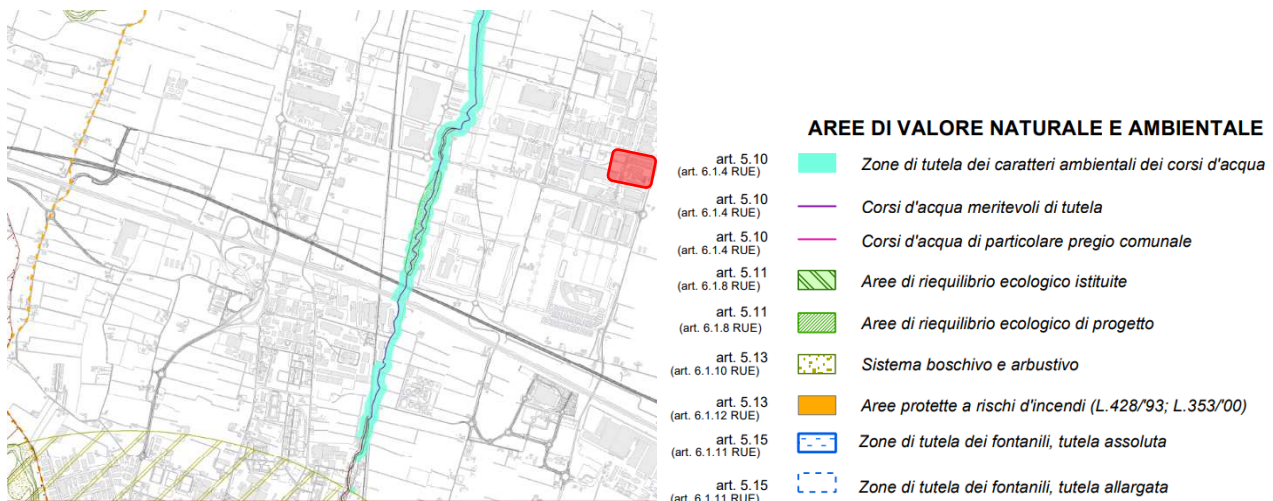 AREE DI VALORE NATURALE E AMBIENTALE
art. 5.10
(art. 6.1.4 RUE)
Zone di tutela dei caratteri ambientali dei corsi d'acqua
art. 5.10
(art. 6.1.4 RUE)
Corsi d'acqua meritevoli di tutela
art. 5.10
(art. 6.1.4 RUE)
Corsi d'acqua di particolare pregio comunale
art. 5.11
(art. 6.1.8 RUE)
Aree di riequilibrio ecologico istituite
art. 5.11
(art. 6.1.8 RUE)
Aree di riequilibrio ecologico di progetto
art. 5.13
(art. 6.1.10 RUE)
Sistema boschivo e arbustivo
art. 5.13
(art. 6.1.12 RUE)
Aree protette a rischi d'incendi (L.428/'93; L.353/'00)
art. 5.15
(art. 6.1.11 RUE)
Zone di tutela dei fontanili, tutela assoluta
art. 5.15
(art. 6.1.11 RUE)
Zone di tutela dei fontanili, tutela allargata